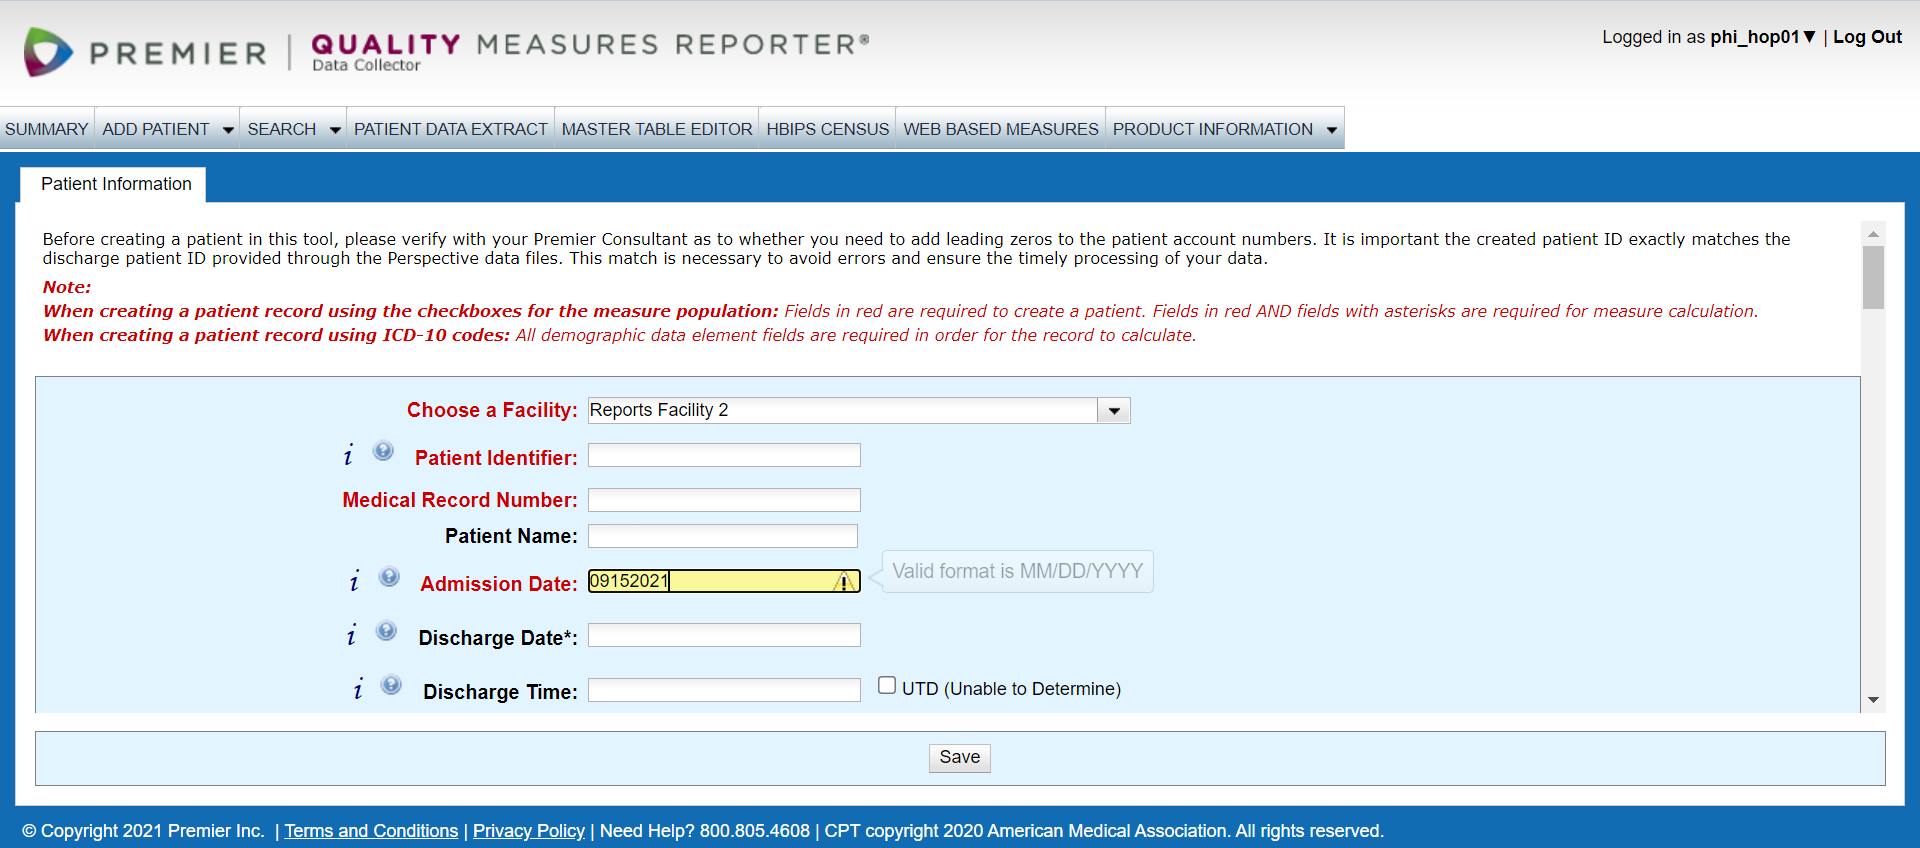 PREMIER | QUALITY MEASURES REPORTER®
Data Collector
Logged in as phi_hop01▼ | Log Out
SUMMARY ADD PATIENT SEARCH PATIENT DATA EXTRACT MASTER TABLE EDITOR HBIPS CENSUS WEB BASED MEASURES PRODUCT INFORMATION
Patient Information
Before creating a patient in this tool, please verify with your Premier Consultant as to whether you need to add leading zeros to the patient account numbers. It is important the created patient ID exactly matches the
discharge patient ID provided through the Perspective data files. This match is necessary to avoid errors and ensure the timely processing of your data.
Note:
When creating a patient record using the checkboxes for the measure population: Fields in red are required to create a patient. Fields in red AND fields with asterisks are required for measure calculation.
When creating a patient record using ICD-10 codes: All demographic data element fields are required in order for the record to calculate.
Choose a Facility: Reports Facility 2
i ? Patient Identifier:
Medical Record Number:
Patient Name:
i ? Admission Date: 09152021 Valid format is MM/DD/YYYY
i ? Discharge Date*:
i ? Discharge Time: UTD (Unable to Determine)
Save
© Copyright 2021 Premier Inc. | Terms and Conditions | Privacy Policy | Need Help? 800.805.4608 | CPT copyright 2020 American Medical Association. All rights reserved.